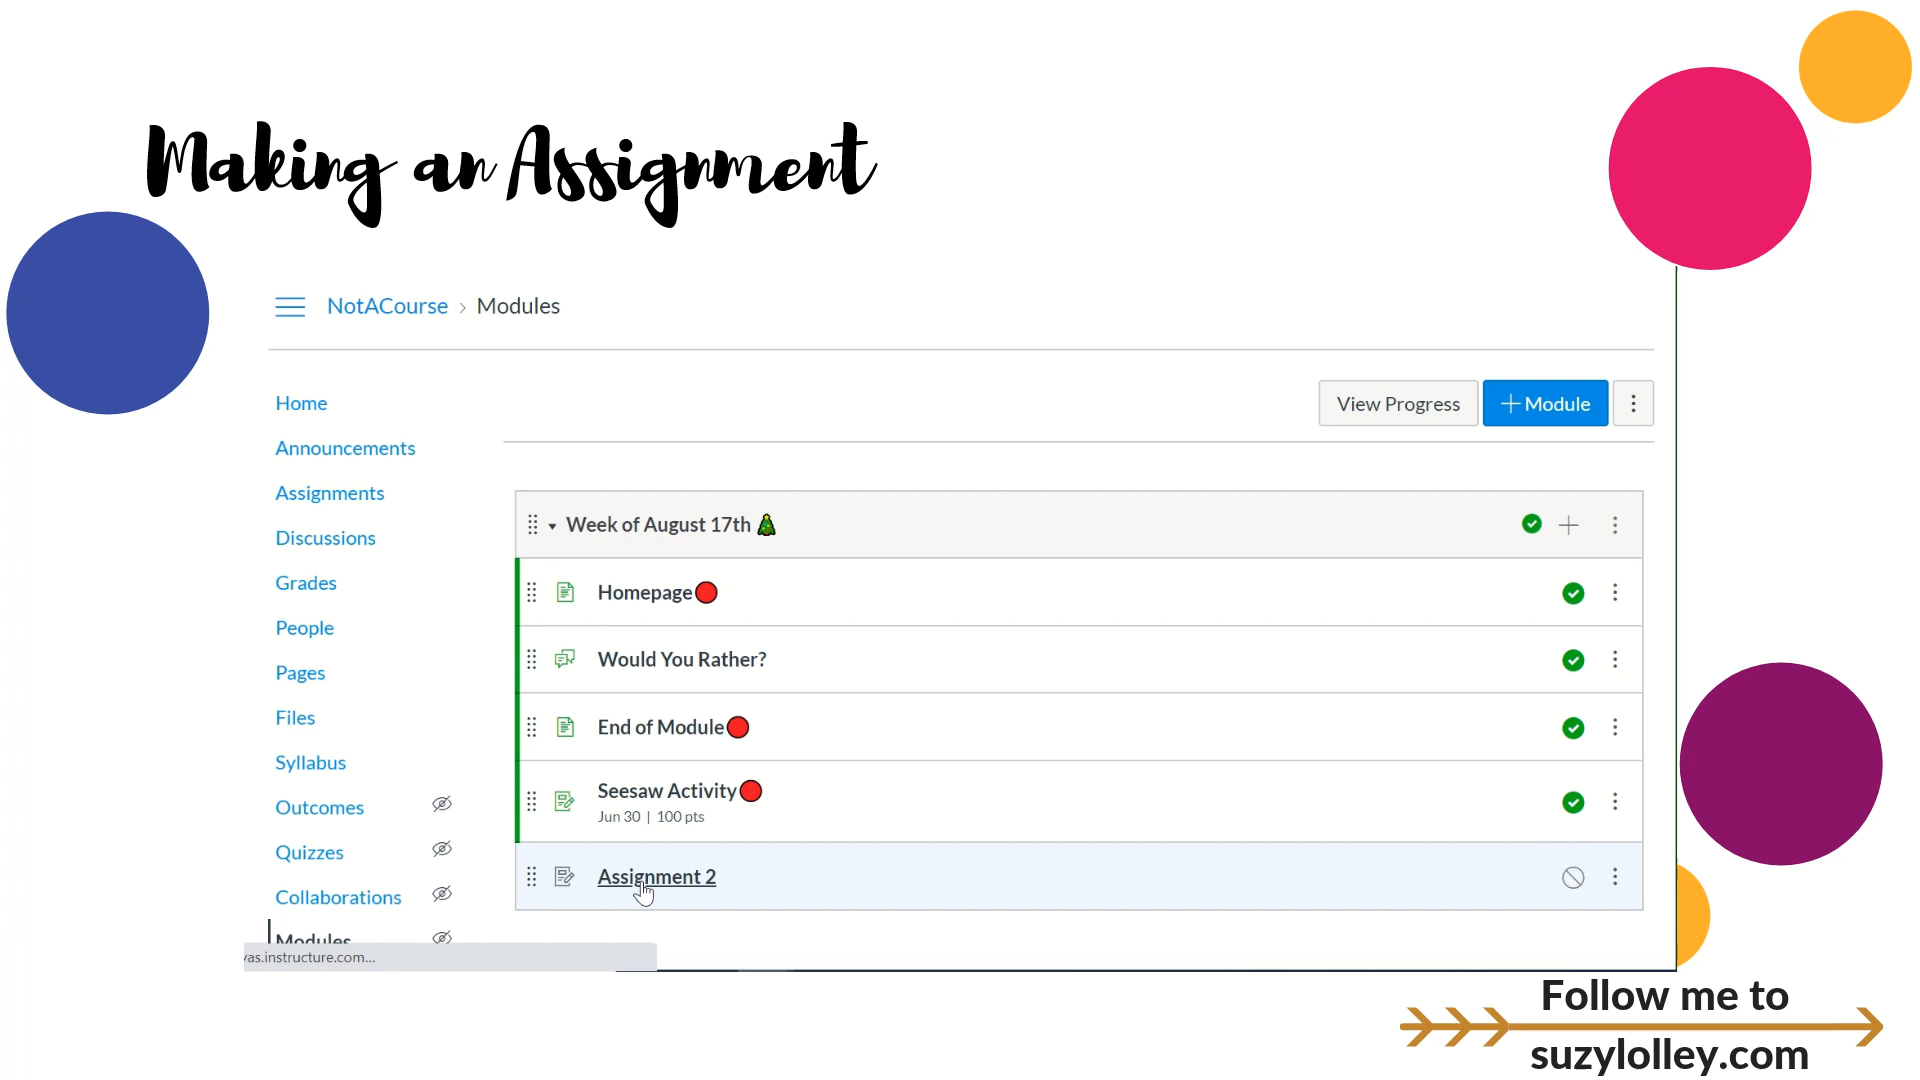 Making an Assignment
NotACourse › Modules
View Progress
+ Module
Home
Announcements
Assignments
Discussions
Grades
People
Pages
Files
Syllabus
Outcomes
Quizzes
Collaborations
Modules
Week of August 17th
Homepage
Would You Rather?
End of Module
Seesaw Activity
Jun 30 | 100 pts
Assignment 2
vas.instructure.com...
Follow me to
suzylolley.com